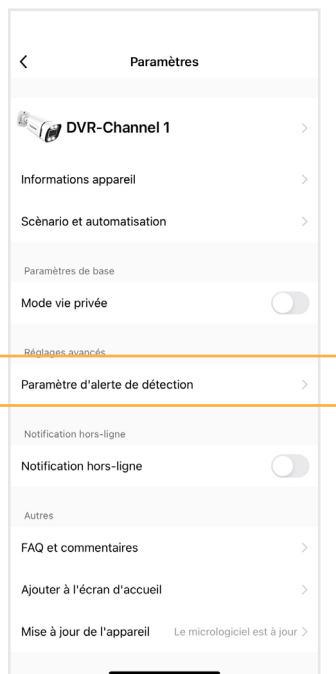 Paramètres
DVR-Channel 1
Informations appareil
Scènario et automatisation
Paramètres de base
Mode vie privée
Réglages avancés
Paramètre d'alerte de détection
Notification hors-ligne
Notification hors-ligne
Autres
FAQ et commentaires
Ajouter à l'écran d'accueil
Mise à jour de l'appareil Le micrologiciel est à jour